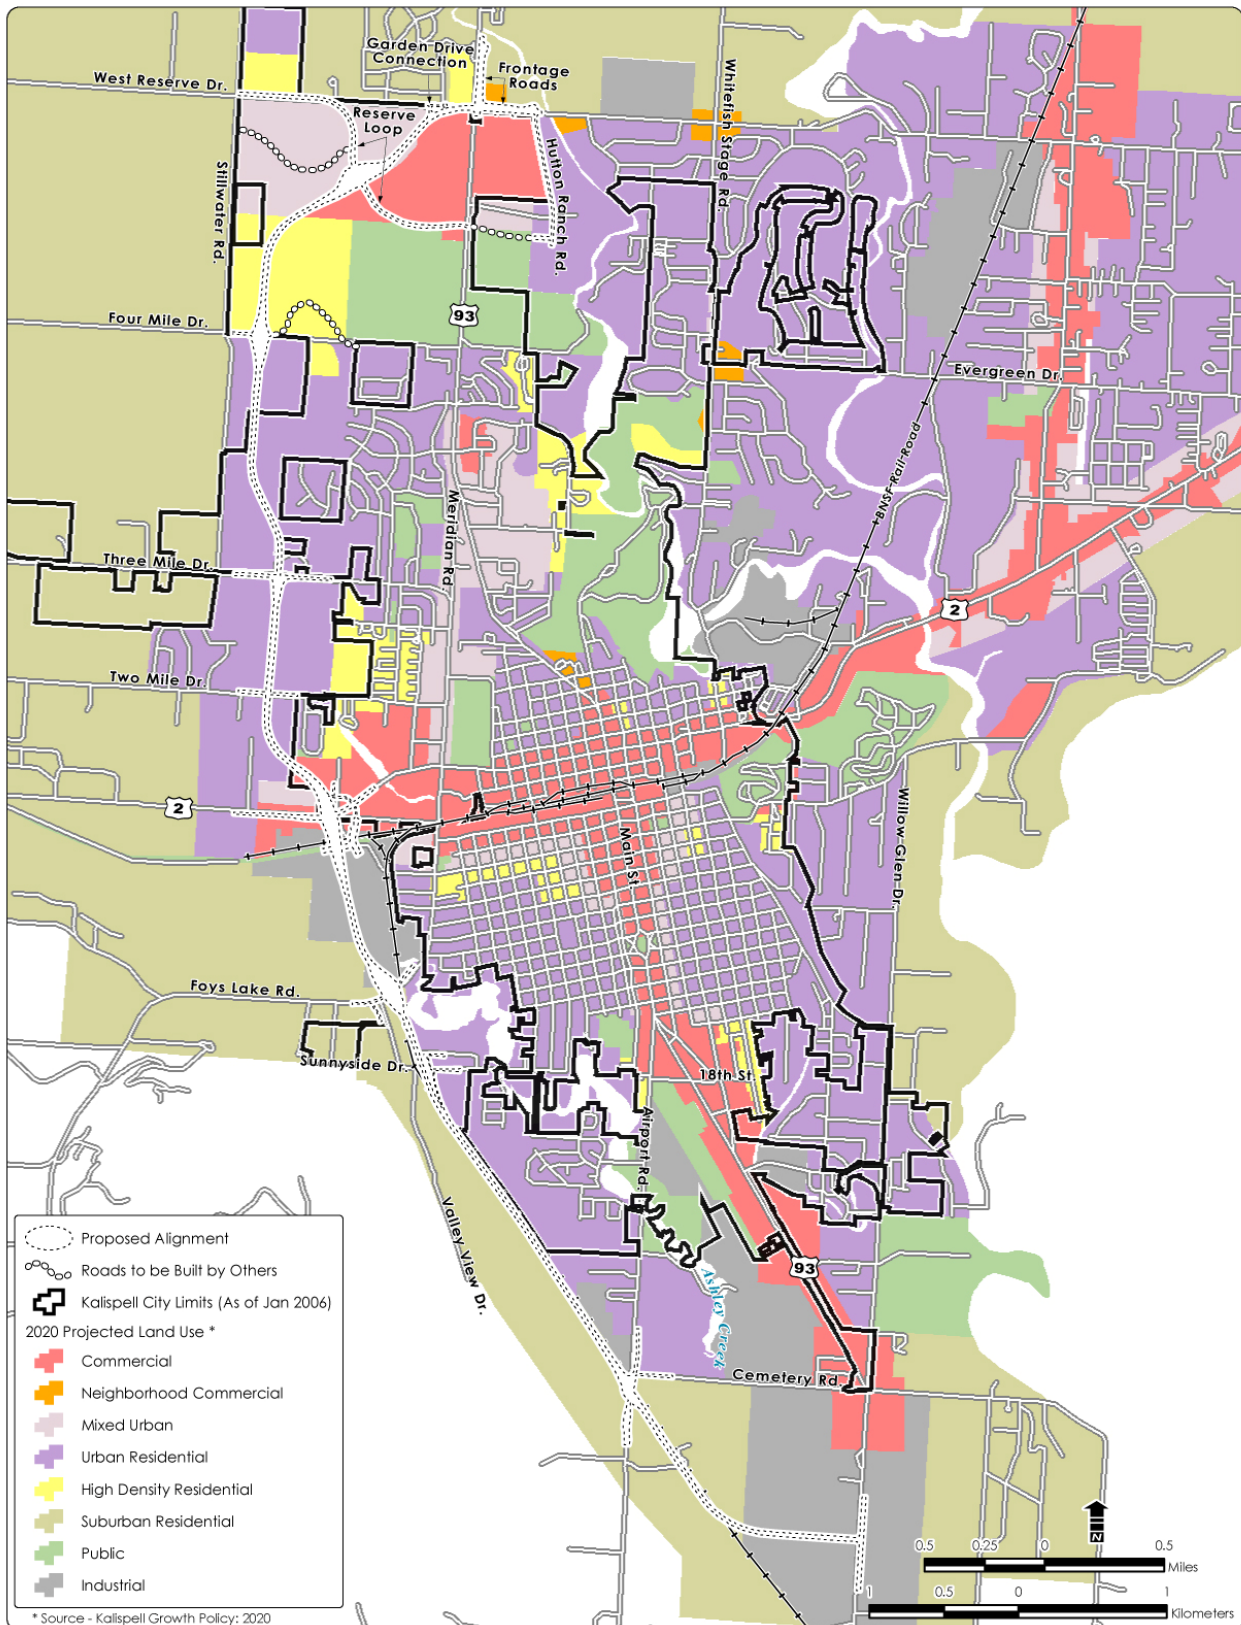 Garden Drive
Connection
Frontage
Roads
West Reserve Dr.
Reserve
Loop
Whitefish Stage Rd.
Hutton Ranch Rd.
Stillwater Rd.
93
Four Mile Dr.
Evergreen Dr.
BNSF Rail Road
Meridian Rd.
Three Mile Dr.
2
Two Mile Dr.
2
Main St.
Willow Glen Dr.
Foys Lake Rd.
Sunnyside Dr.
18th St.
Airport Rd.
Valley View Dr.
Ashley Creek
93
Cemetery Rd.
Proposed Alignment
Roads to be Built by Others
Kalispell City Limits (As of Jan 2006)
2020 Projected Land Use *
Commercial
Neighborhood Commercial
Mixed Urban
Urban Residential
High Density Residential
Suburban Residential
Public
Industrial
* Source - Kalispell Growth Policy: 2020
N
0.5 0.25 0 0.5
Miles
1 0.5 0 1
Kilometers